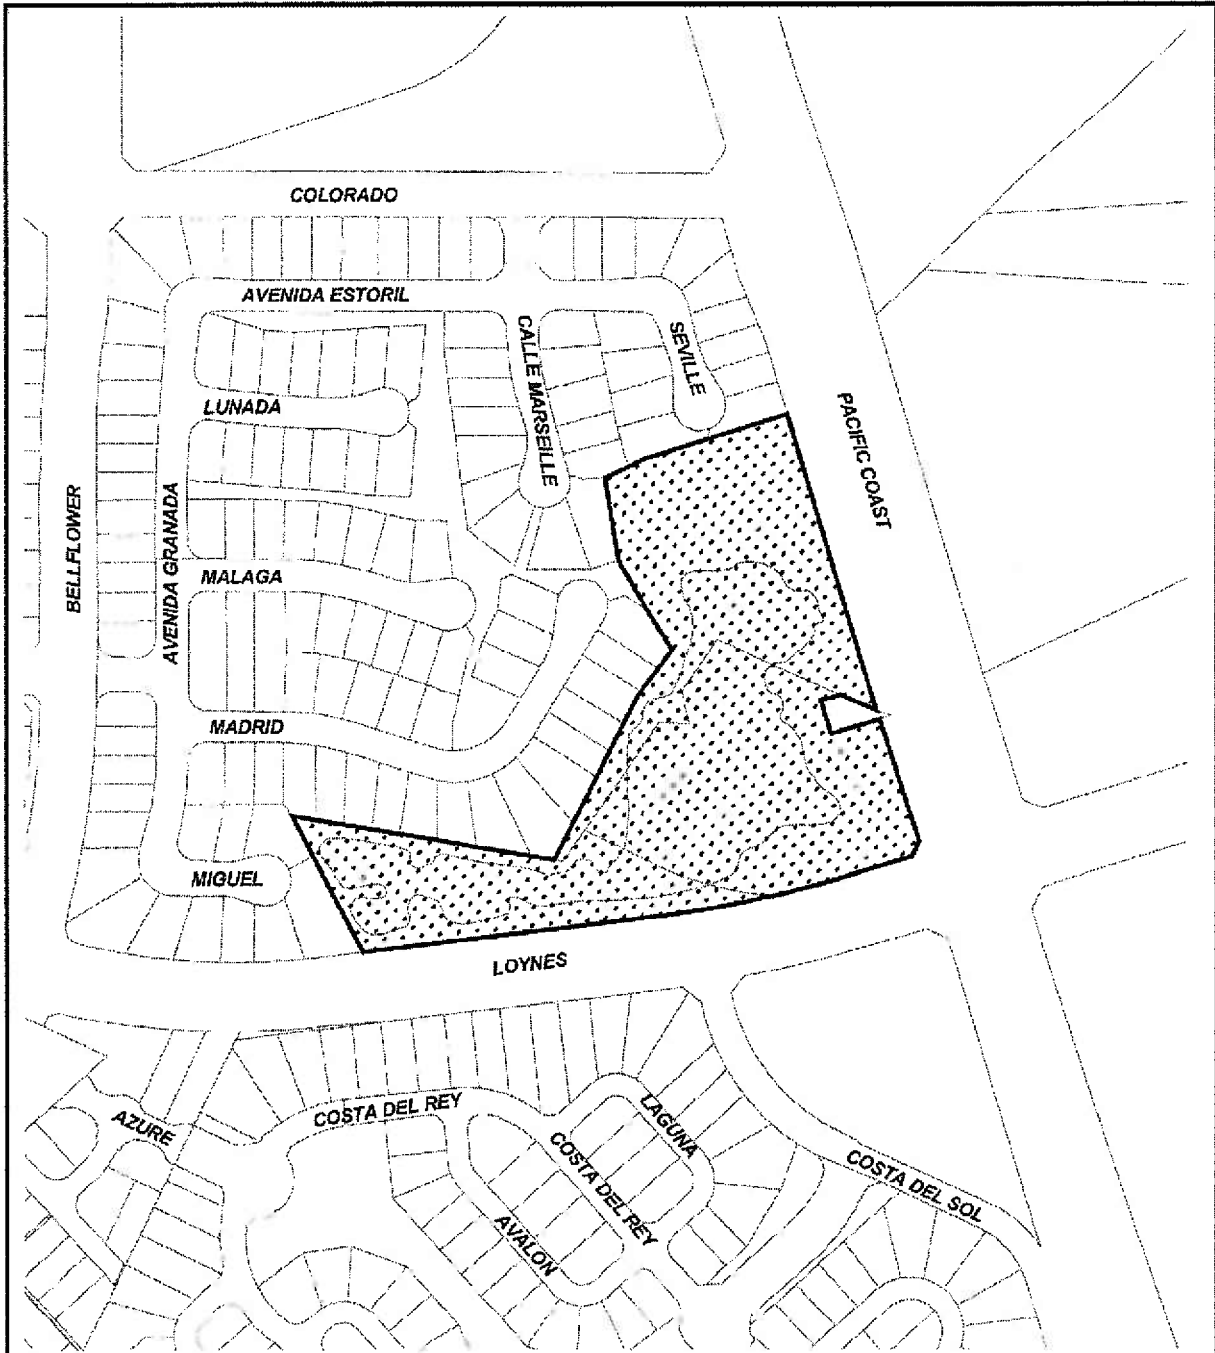 COLORADO
AVENIDA ESTORIL
SEVILLE
CALLE MARSEILLE
LUNADA
PACIFIC COAST
BELLFLOWER
AVENIDA GRANADA
MALAGA
MADRID
MIGUEL
LOYNES
COSTA DEL REY
LAGUNA
AZURE
COSTA DEL REY
COSTA DEL SOL
AVALON